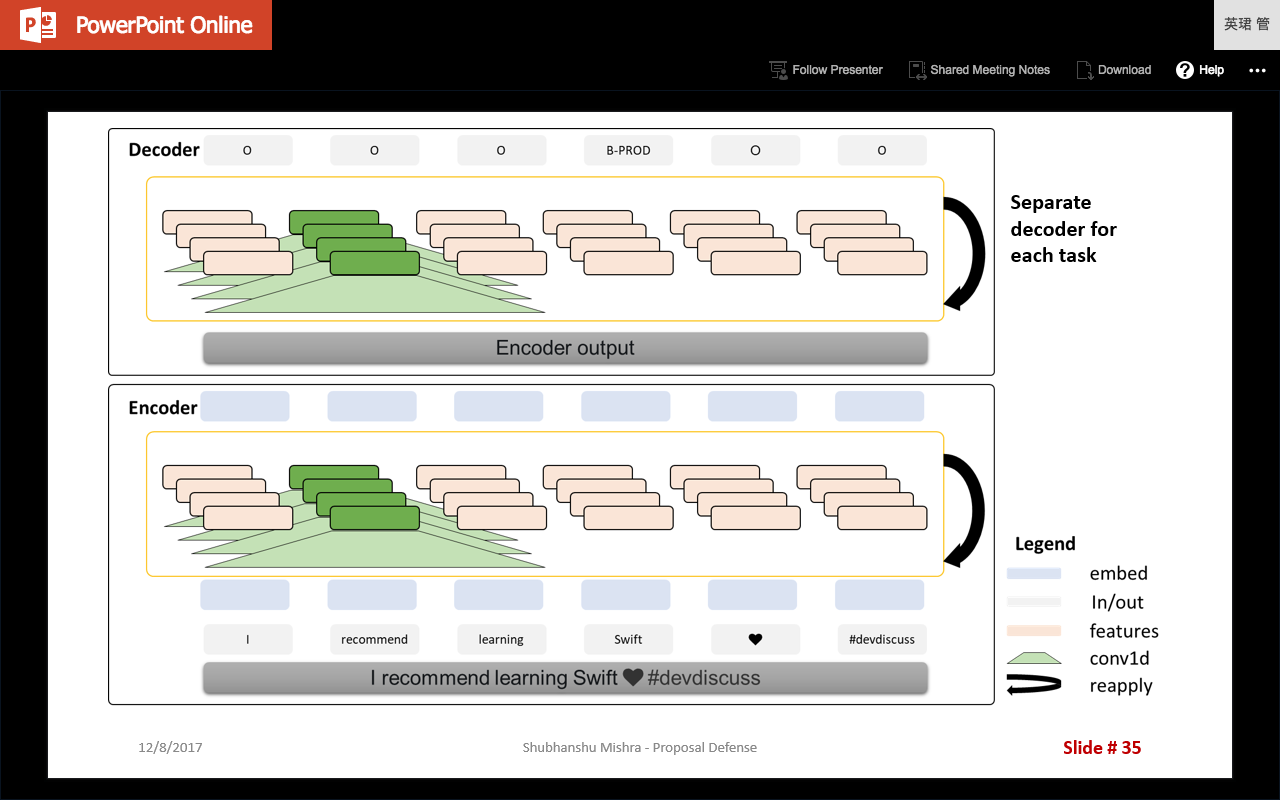 PowerPoint Online
英珺 管
Follow Presenter
Shared Meeting Notes
Download
Help
Decoder
O
O
O
B-PROD
O
O
Separate
decoder for
each task
Encoder output
Encoder
I
recommend
learning
Swift
♥
#devdiscuss
I recommend learning Swift ♥ #devdiscuss
Legend
embed
In/out
features
conv1d
reapply
12/8/2017
Shubhanshu Mishra - Proposal Defense
Slide # 35